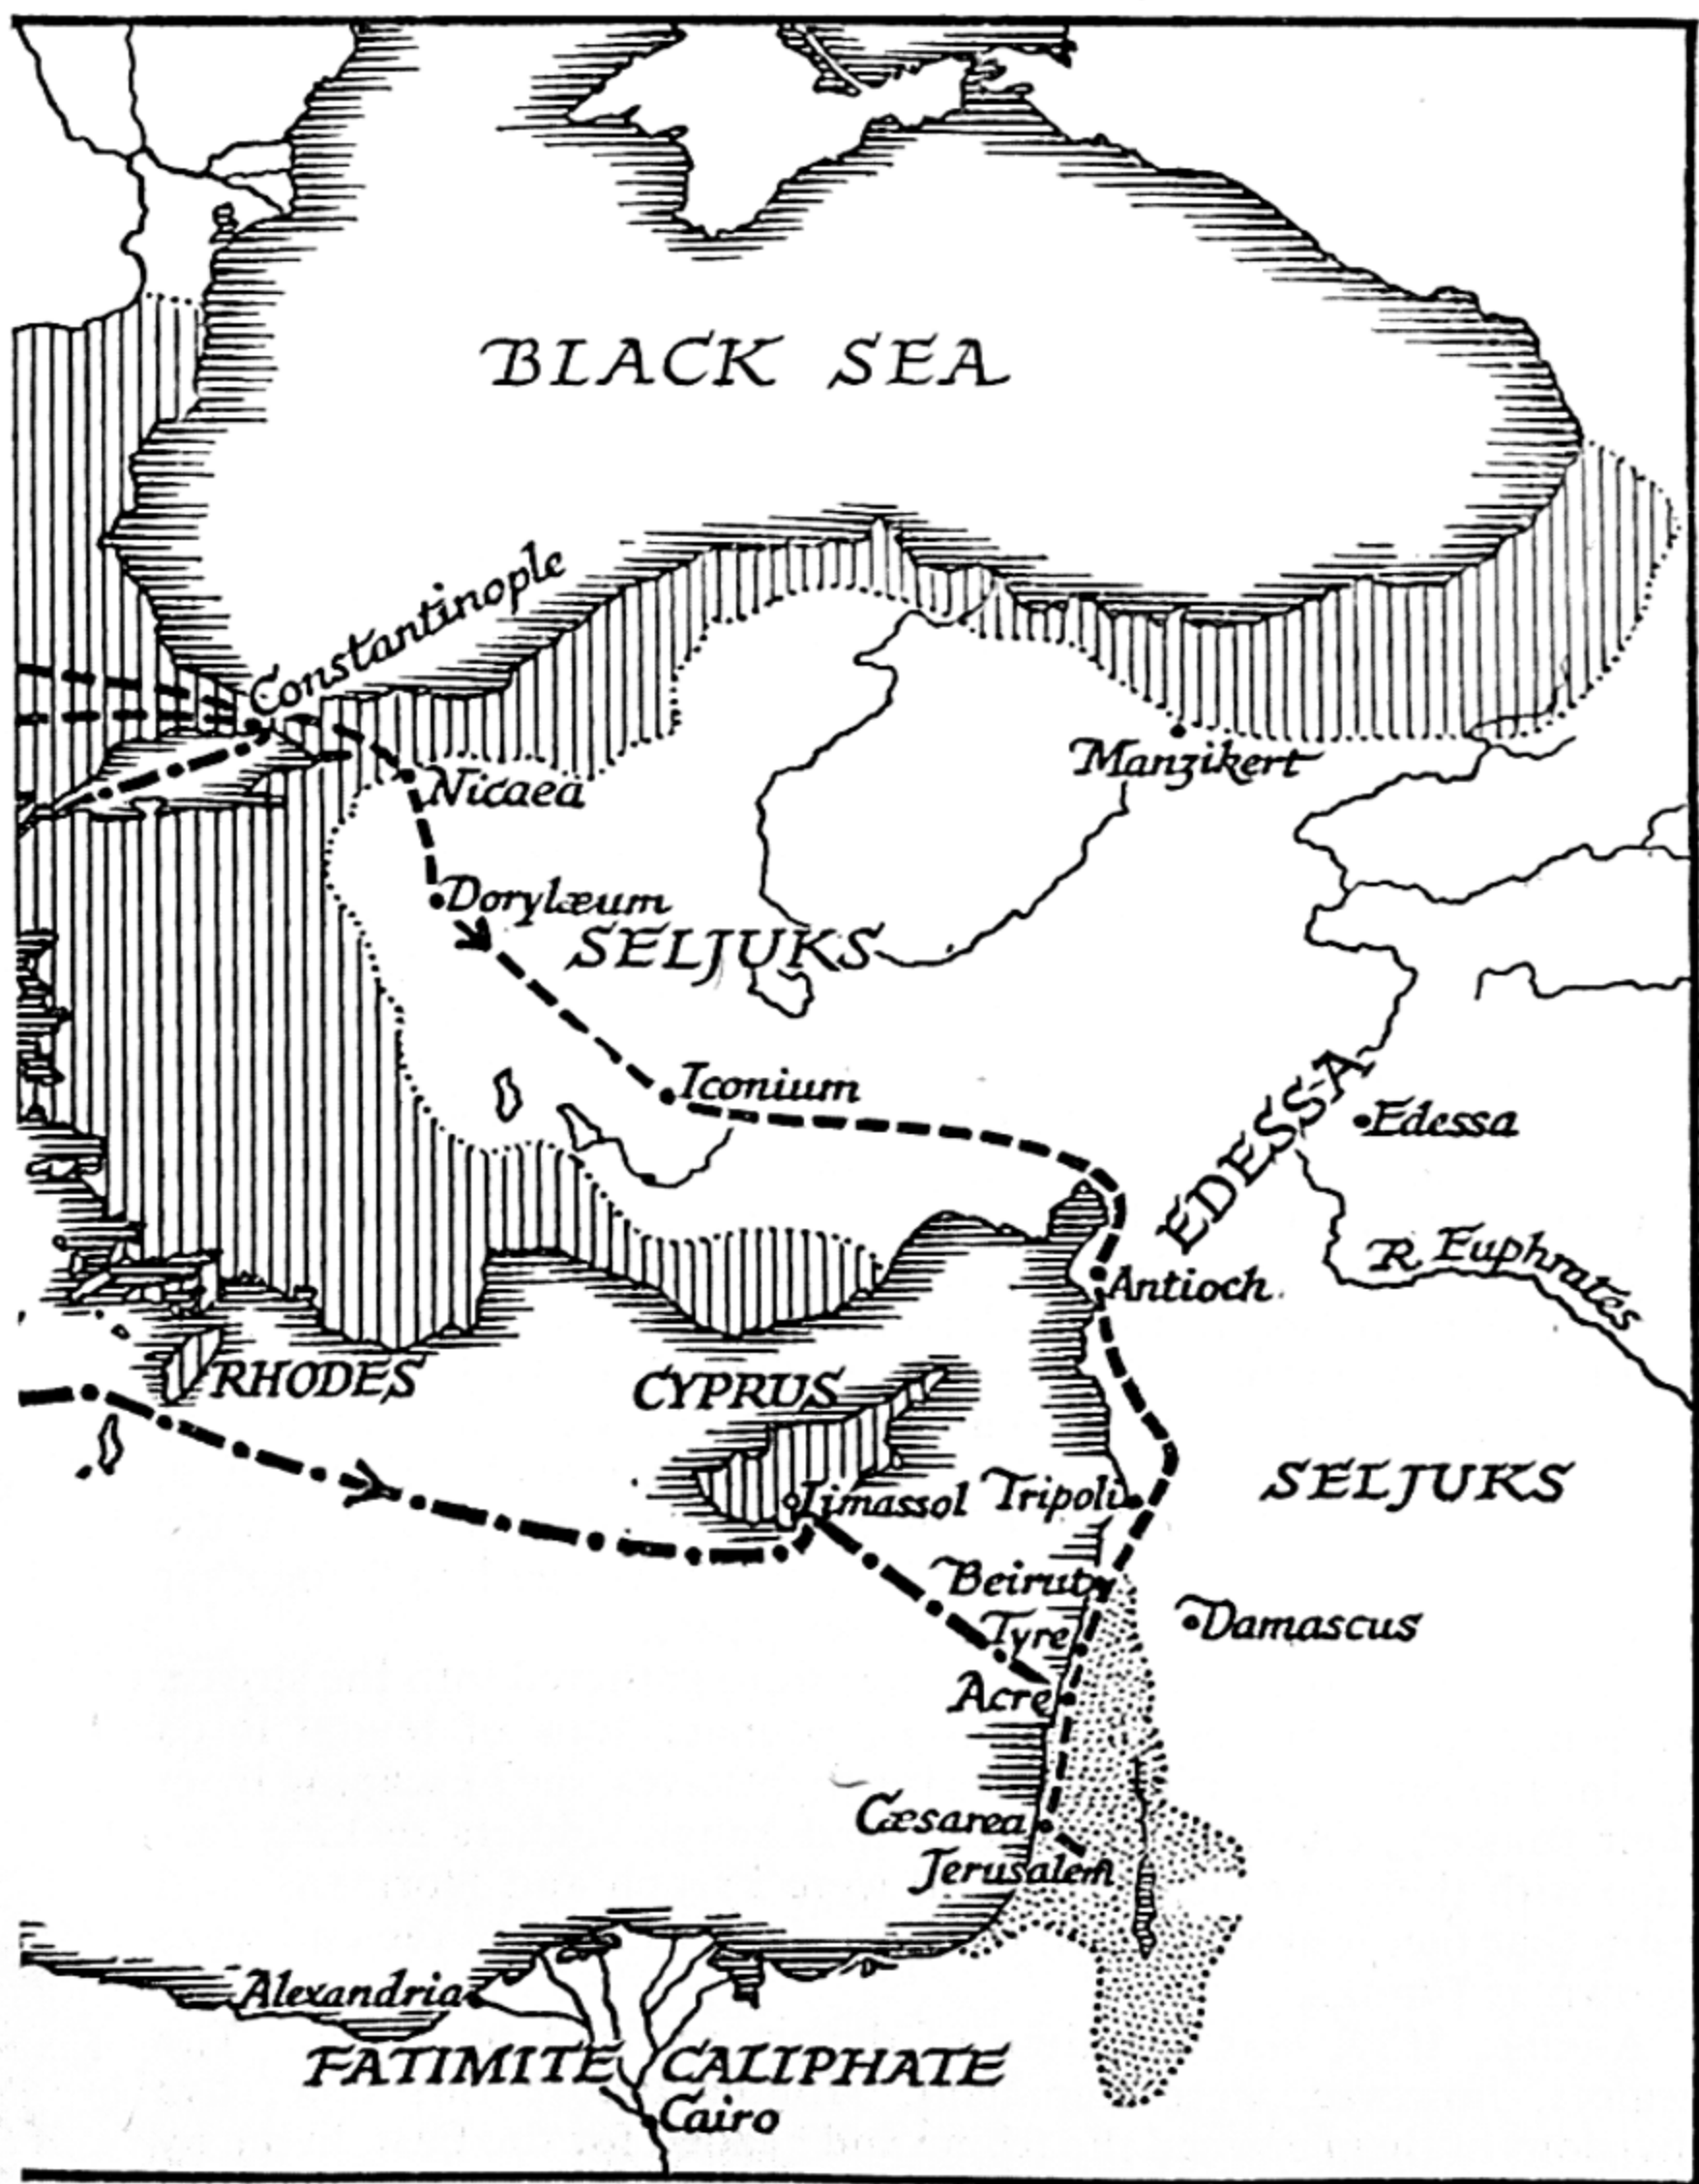 BLACK SEA
Constantinople
Nicaea
Manzikert
Dorylæum
SELJUKS
Iconium
EDESSA
Edessa
R. Euphrates
Antioch
RHODES
CYPRUS
SELJUKS
Limassol
Tripoli
Beirut
Tyre
Damascus
Acre
Cæsarea
Jerusalem
Alexandria
FATIMITE CALIPHATE
Cairo